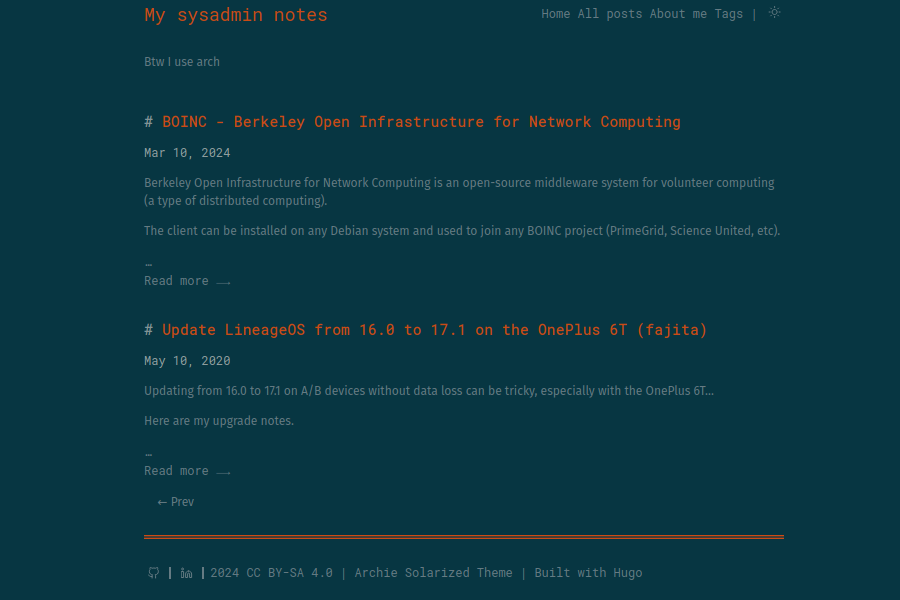 My sysadmin notes
Home All posts About me Tags |
Btw I use arch
# BOINC - Berkeley Open Infrastructure for Network Computing
Mar 10, 2024
Berkeley Open Infrastructure for Network Computing is an open-source middleware system for volunteer computing
(a type of distributed computing).
The client can be installed on any Debian system and used to join any BOINC project (PrimeGrid, Science United, etc).
…
Read more ⟶
# Update LineageOS from 16.0 to 17.1 on the OnePlus 6T (fajita)
May 10, 2020
Updating from 16.0 to 17.1 on A/B devices without data loss can be tricky, especially with the OnePlus 6T…
Here are my upgrade notes.
…
Read more ⟶
← Prev
| in | 2024 CC BY-SA 4.0 | Archie Solarized Theme | Built with Hugo